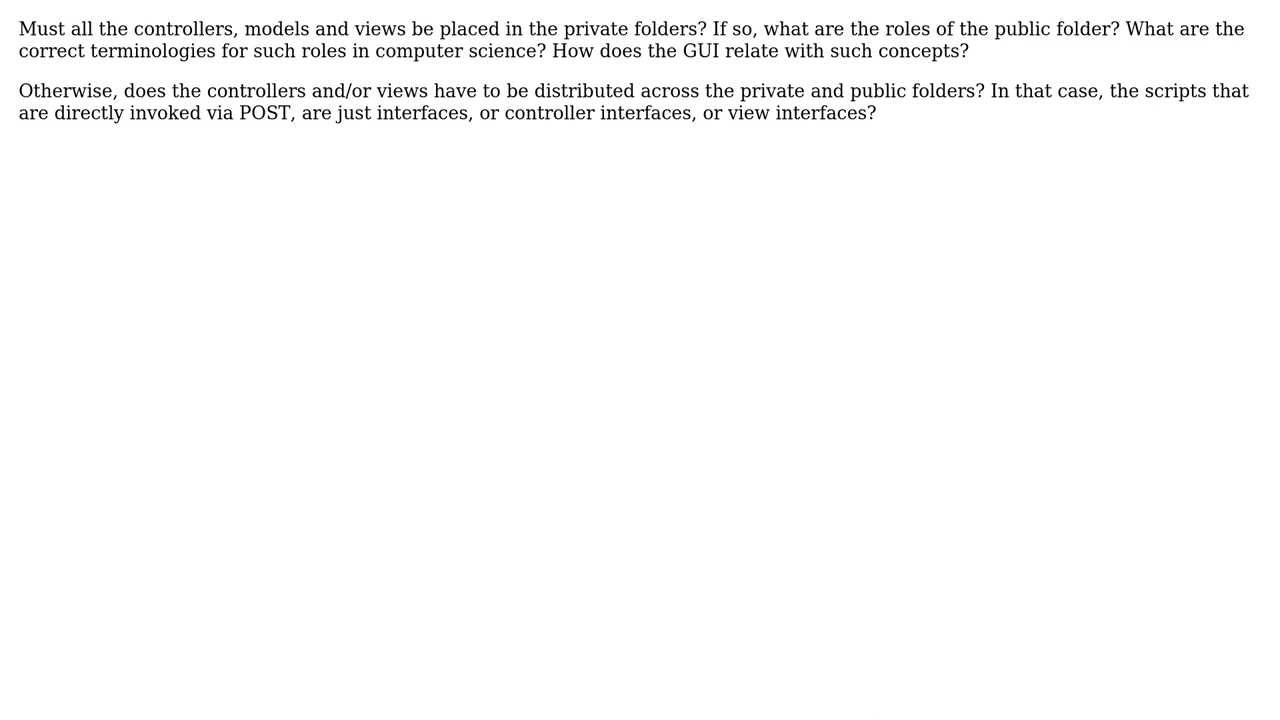 Must all the controllers, models and views be placed in the private folders? If so, what are the roles of the public folder? What are the
correct terminologies for such roles in computer science? How does the GUI relate with such concepts?
Otherwise, does the controllers and/or views have to be distributed across the private and public folders? In that case, the scripts that
are directly invoked via POST, are just interfaces, or controller interfaces, or view interfaces?